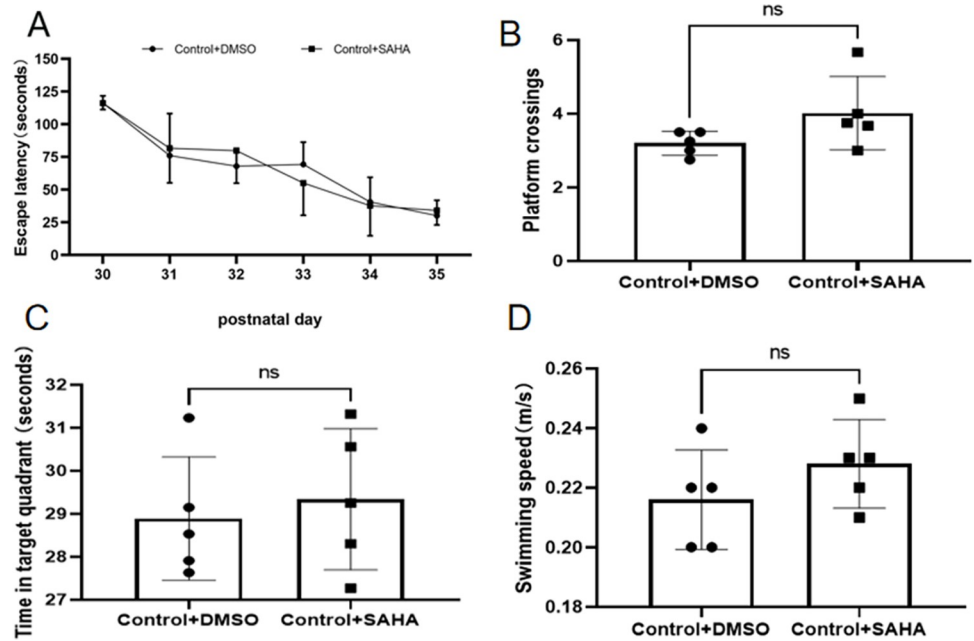 A
Control+DMSO
Control+SAHA
Escape latency(seconds)
150
125
100
75
50
25
0
30 31 32 33 34 35
postnatal day
B
ns
Platform crossings
6
4
2
0
Control+DMSO Control+SAHA
C
ns
Time in target quadrant (seconds)
32
31
30
29
28
27
Control+DMSO Control+SAHA
D
ns
Swimming speed(m/s)
0.26
0.24
0.22
0.20
0.18
Control+DMSO Control+SAHA